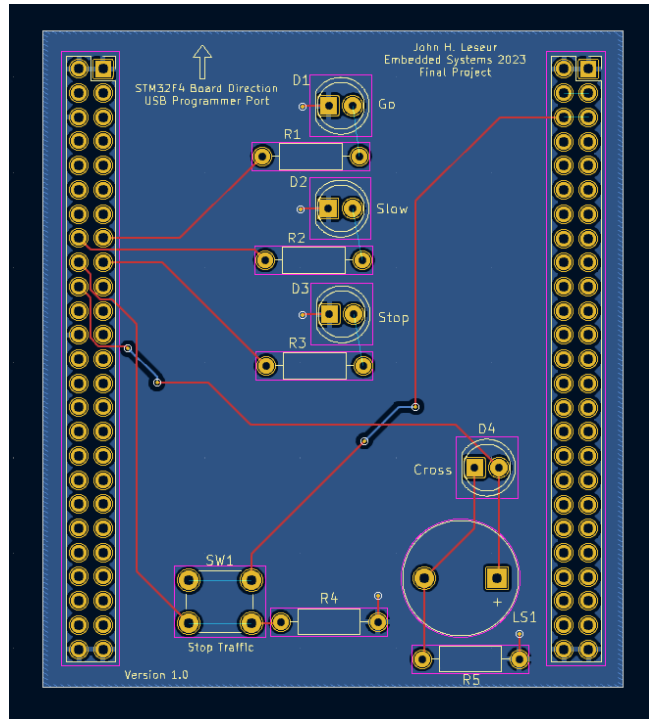 John H. Leseur
Embedded Systems 2023
Final Project
STM32F4 Board Direction
USB Programmer Port
D1
Go
R1
D2
Slow
R2
D3
Stop
R3
D4
Cross
SW1
R4
+
LS1
Stop Traffic
Version 1.0
R5